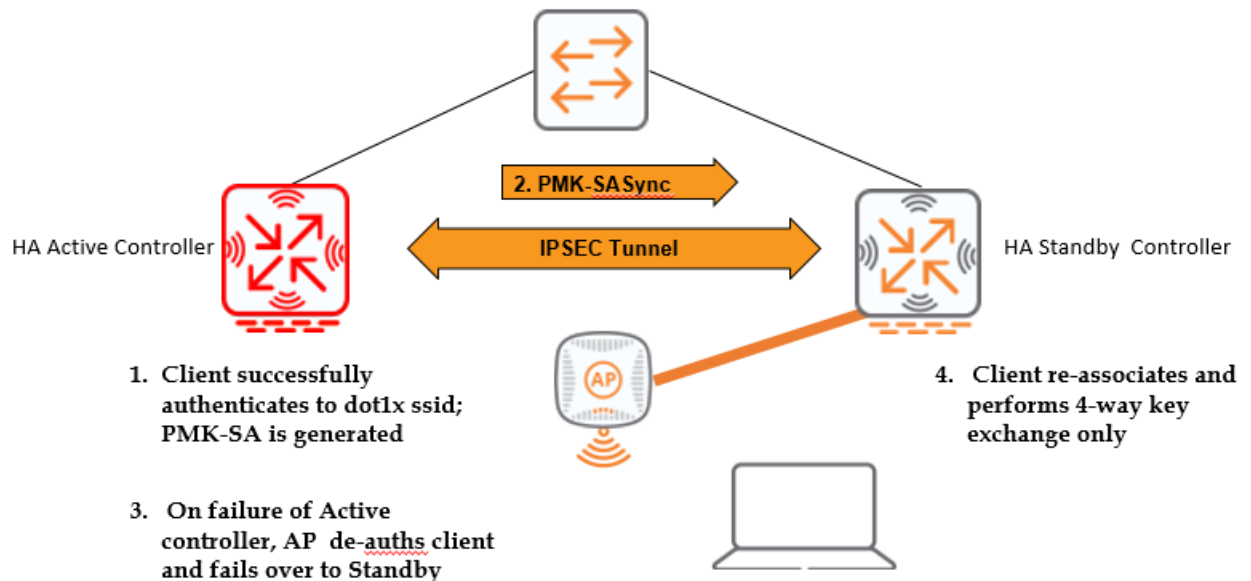 2. PMK-SASync
HA Active Controller
IPSEC Tunnel
HA Standby Controller
AP
1. Client successfully
authenticates to dot1x ssid;
PMK-SA is generated
4. Client re-associates and
performs 4-way key
exchange only
3. On failure of Active
controller, AP de-auths client
and fails over to Standby